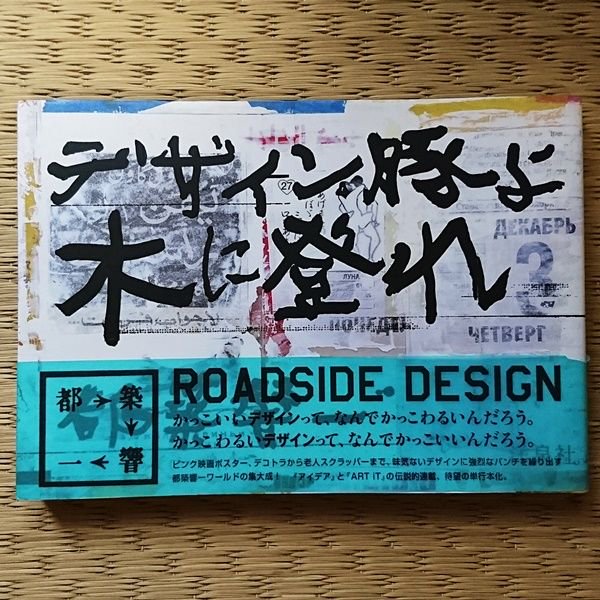 デザイン豚よ
木に登れ
27
ДЕКАБРЬ
3
ЛУНА
ЧЕТВЕРГ
都 築
一 響
ROADSIDE DESIGN
かっこいいデザインって、なんでかっこわるいんだろう。
かっこわるいデザインって、なんでかっこいいんだろう。
ピンク映画ポスター、デコトラから老人スクラッパーまで、味気ないデザインに強烈なパンチを繰り出す
都築響一ワールドの集大成! 『アイデア』と『ART iT』の伝説的連載、待望の単行本化。